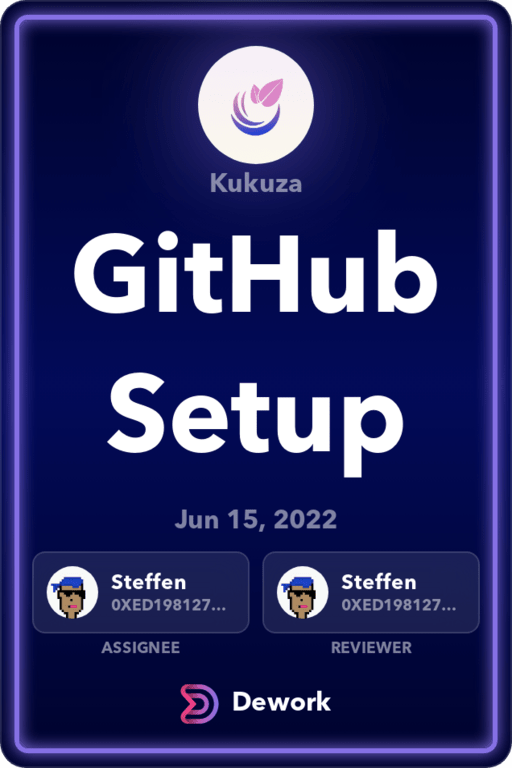 Kukuza
GitHub
Setup
Jun 15, 2022
Steffen
0XED198127...
Steffen
0XED198127...
ASSIGNEE
REVIEWER
Dework